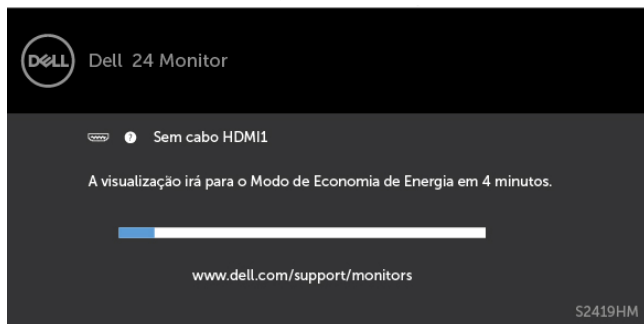 DELL
Dell 24 Monitor
? Sem cabo HDMI1
A visualização irá para o Modo de Economia de Energia em 4 minutos.
www.dell.com/support/monitors
S2419HM